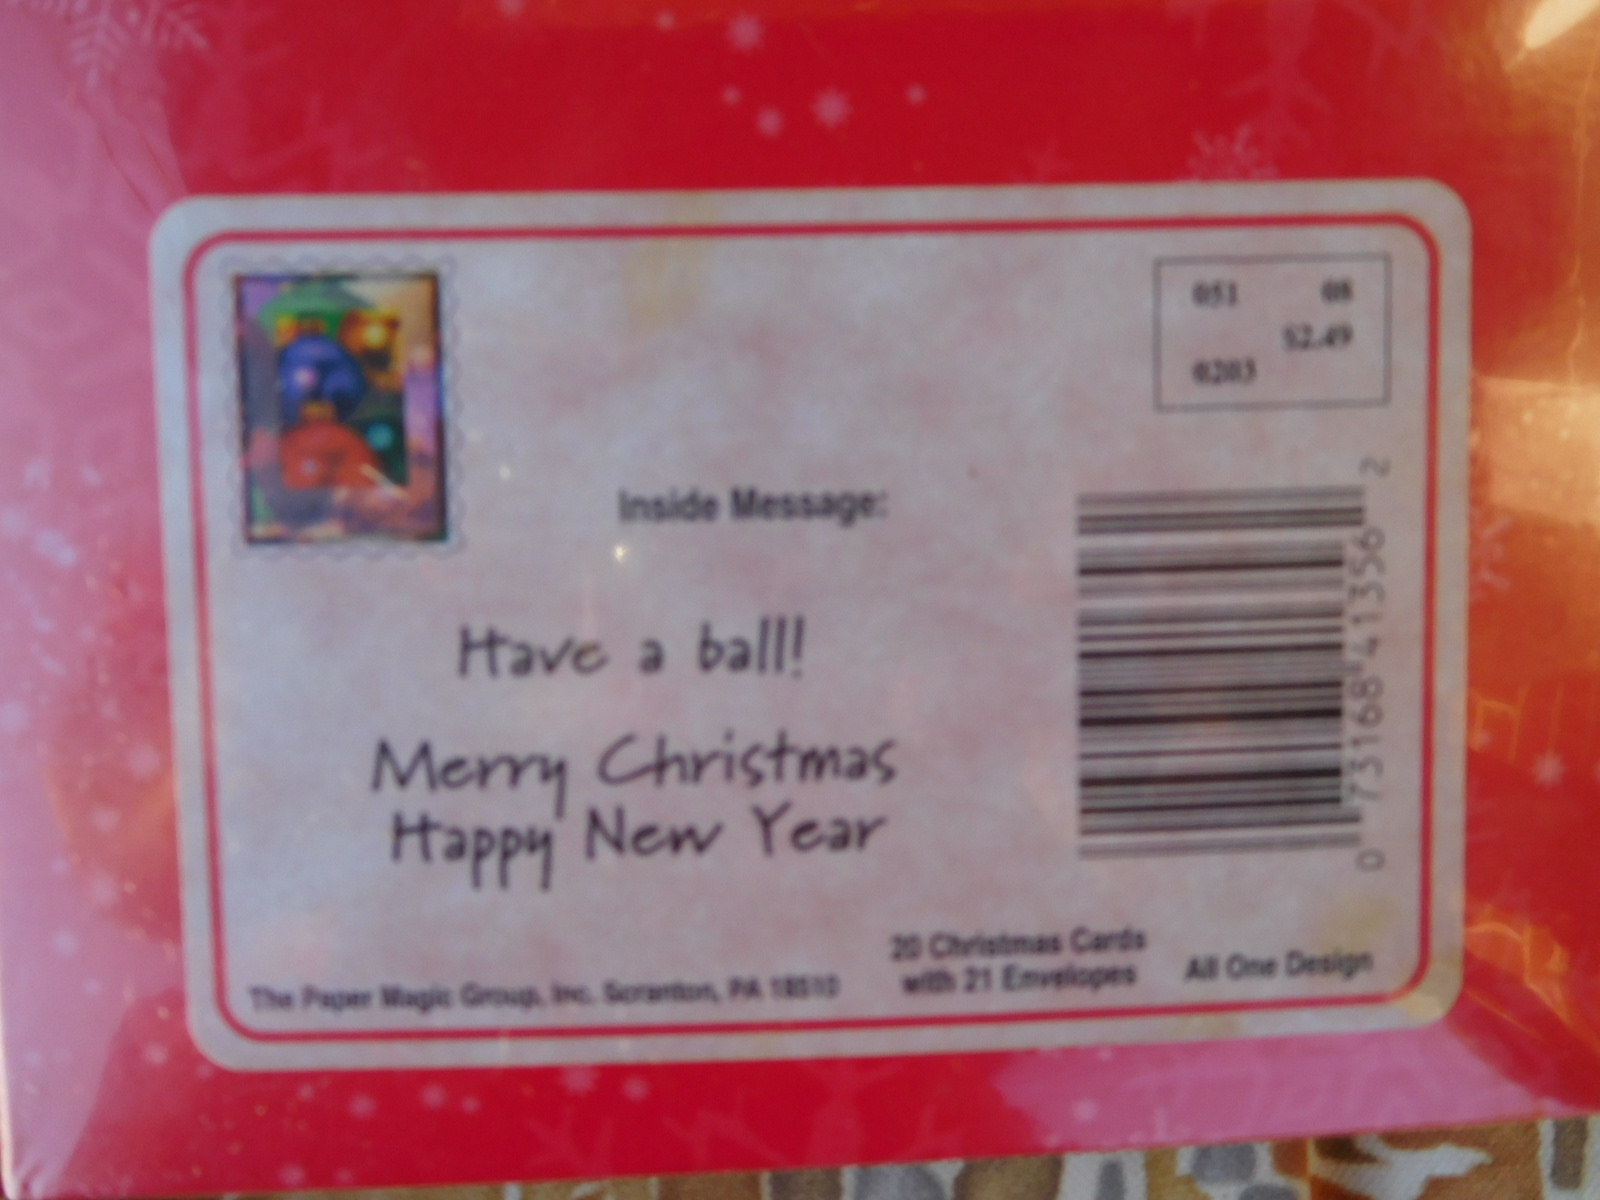 051 08
$2.49
0203
Inside Message:
Have a ball!
Merry Christmas
Happy New Year
0 73168 41356 2
20 Christmas Cards
with 21 Envelopes
All One Design
The Paper Magic Group, Inc. Scranton, PA 18510